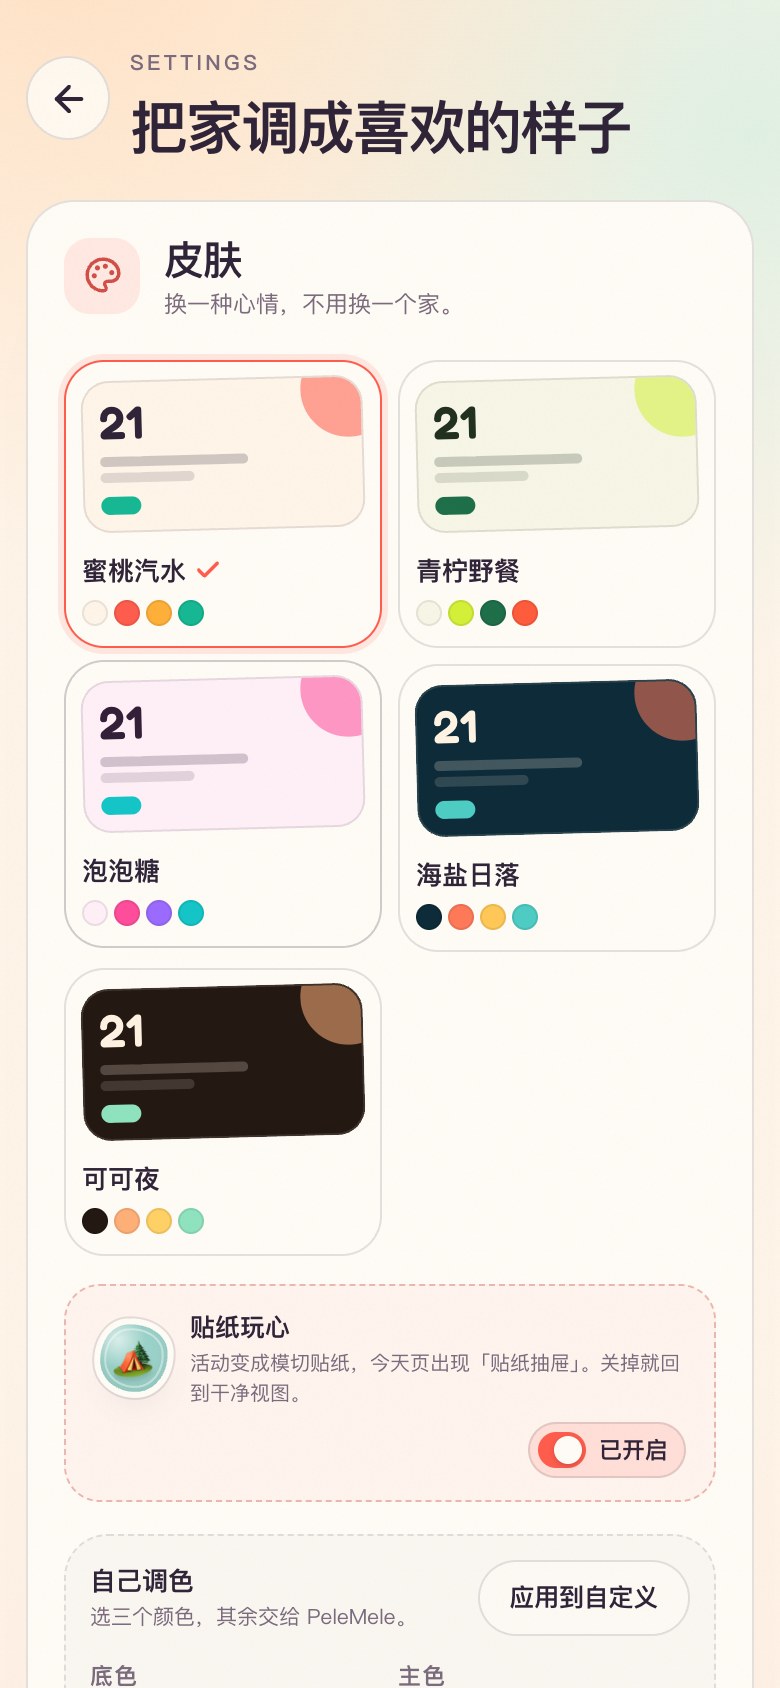 SETTINGS
把家调成喜欢的样子
皮肤
换一种心情，不用换一个家。
21
蜜桃汽水
21
青柠野餐
21
泡泡糖
21
海盐日落
21
可可夜
贴纸玩心
活动变成模切贴纸，今天页出现「贴纸抽屉」。关掉就回
到干净视图。
已开启
自己调色
选三个颜色，其余交给 PeleMele。
应用到自定义
底色
主色